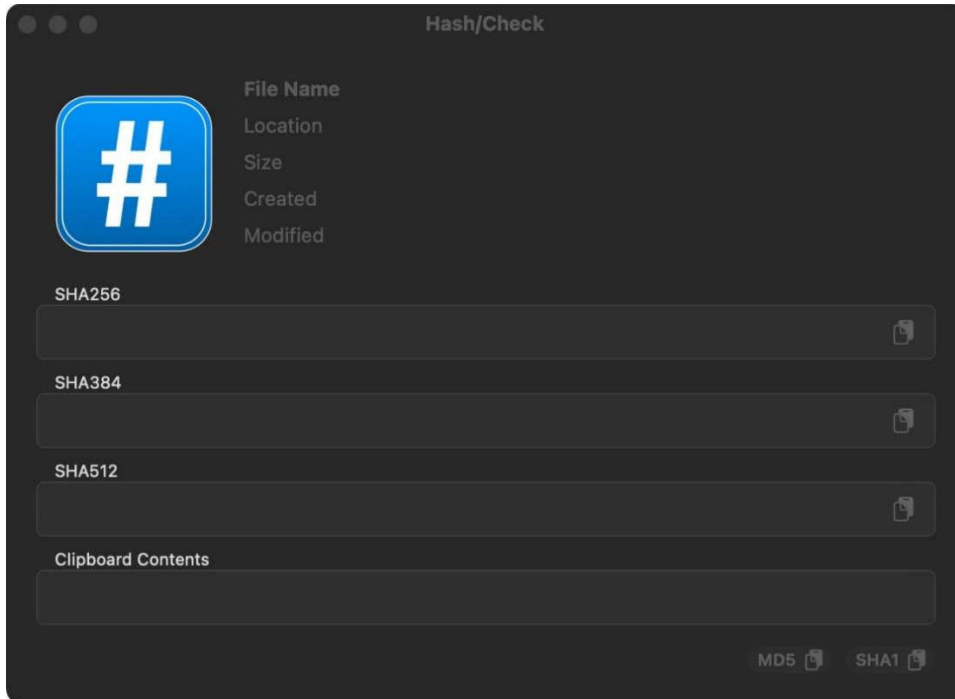 Hash/Check
#
File Name
Location
Size
Created
Modified
SHA256
SHA384
SHA512
Clipboard Contents
MD5 SHA1